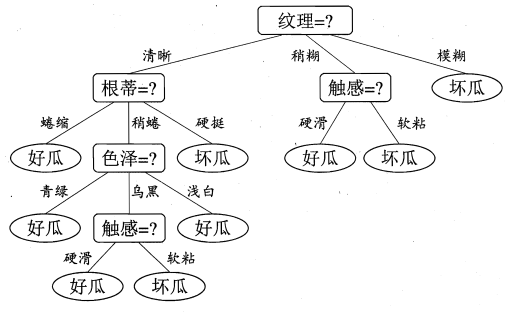 纹理=?
清晰 稍糊 模糊
根蒂=? 触感=? 坏瓜
蜷缩 稍蜷 硬挺 硬滑 软粘
好瓜 色泽=? 坏瓜 好瓜 坏瓜
青绿 乌黑 浅白
好瓜 触感=? 好瓜
硬滑 软粘
好瓜 坏瓜